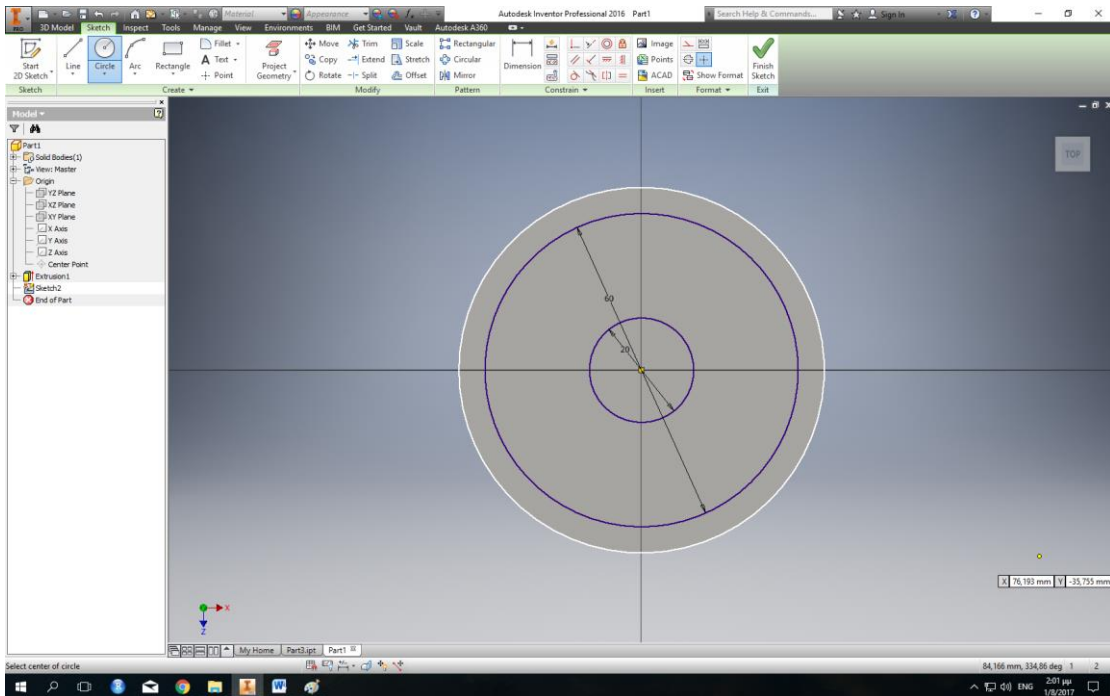 Material Appearance Autodesk Inventor Professional 2016 Part1 Search Help & Commands... Sign In
PRO 3D Model Sketch Inspect Tools Manage View Environments BIM Get Started Vault Autodesk A360
Start 2D Sketch Line Circle Arc Rectangle Fillet Text Point Project Geometry Move Copy Rotate Trim Extend Split Scale Stretch Offset Rectangular Circular Mirror Dimension Image Points ACAD Show Format Finish Sketch
Sketch Create Modify Pattern Constrain Insert Format Exit
Model
Part1
Solid Bodies(1)
View: Master
Origin
YZ Plane
XZ Plane
XY Plane
X Axis
Y Axis
Z Axis
Center Point
Extrusion1
Sketch2
End of Part
TOP
60
20
X 76,193 mm Y -35,755 mm
X
Z
My Home Part3.ipt Part1
Select center of circle 84,166 mm, 334,86 deg 1 2
ENG 2:01 μμ
1/8/2017